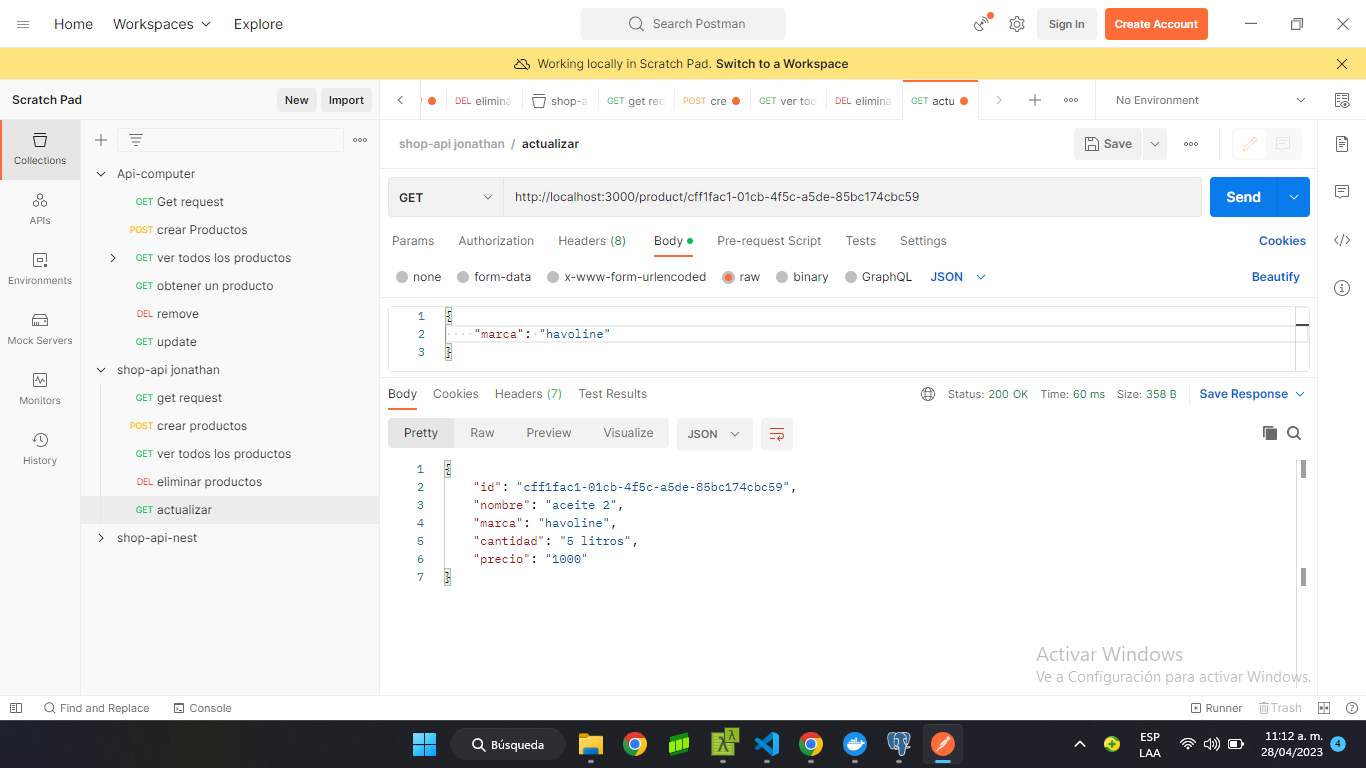 Home Workspaces Explore Search Postman Sign In Create Account
Working locally in Scratch Pad. Switch to a Workspace
Scratch Pad New Import
DEL elimina shop-a GET get rec POST cre GET ver tod DEL elimina GET actu No Environment
Collections
APIs
Environments
Mock Servers
Monitors
History
Api-computer
GET Get request
POST crear Productos
GET ver todos los productos
GET obtener un producto
DEL remove
GET update
shop-api jonathan
GET get request
POST crear productos
GET ver todos los productos
DEL eliminar productos
GET actualizar
shop-api-nest
shop-api jonathan / actualizar Save
GET http://localhost:3000/product/cff1fac1-01cb-4f5c-a5de-85bc174cbc59 Send
Params Authorization Headers (8) Body Pre-request Script Tests Settings Cookies
none form-data x-www-form-urlencoded raw binary GraphQL JSON Beautify
1 {
2 "marca": "havoline"
3 }
Body Cookies Headers (7) Test Results Status: 200 OK Time: 60 ms Size: 358 B Save Response
Pretty Raw Preview Visualize JSON
1 {
2 "id": "cff1fac1-01cb-4f5c-a5de-85bc174cbc59",
3 "nombre": "aceite 2",
4 "marca": "havoline",
5 "cantidad": "5 litros",
6 "precio": "1000"
7 }
Activar Windows
Ve a Configuración para activar Windows.
Find and Replace Console Runner Trash
Búsqueda
ESP
LAA
11:12 a. m.
28/04/2023
4